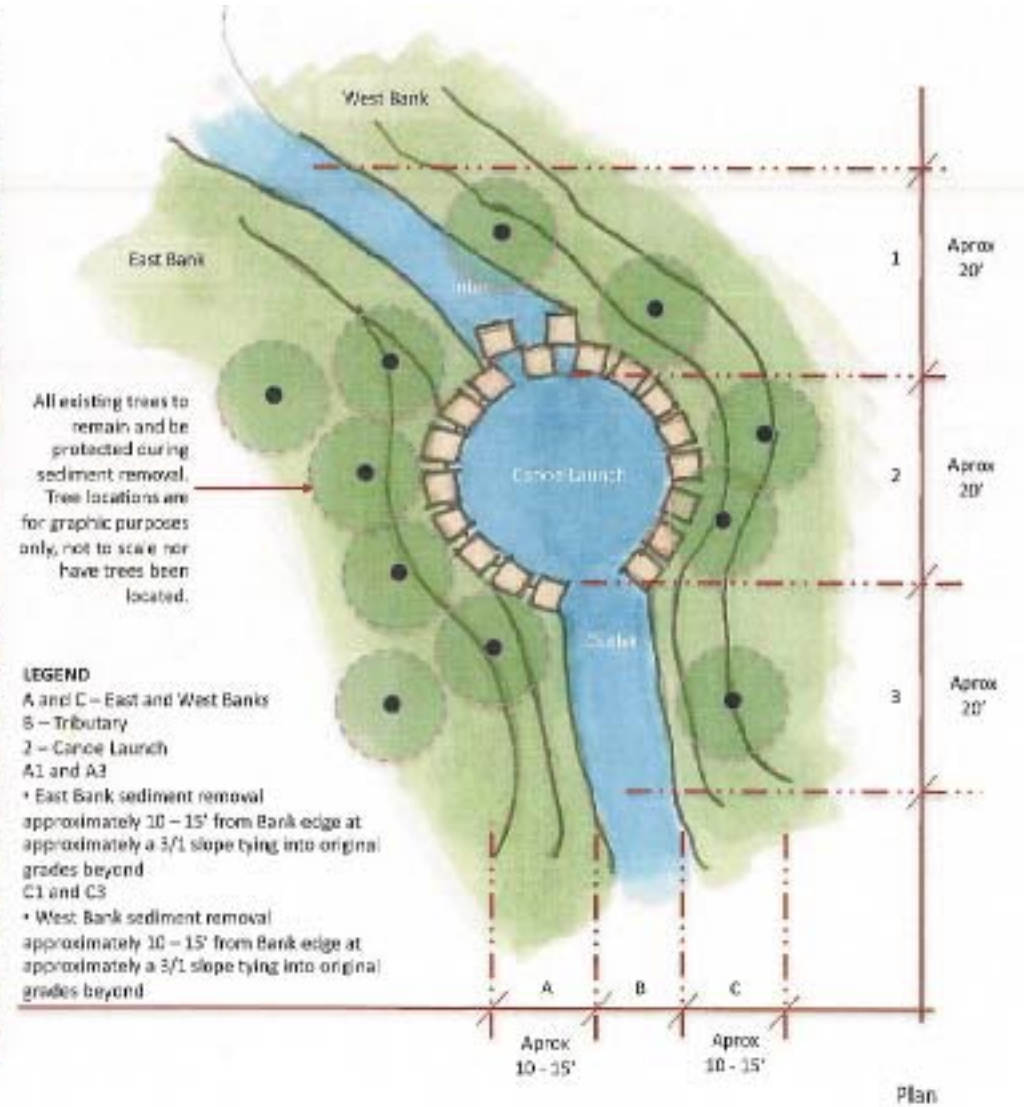 West Bank
East Bank
1
Aprox
20'
All existing trees to
remain and be
protected during
sediment removal.
Tree locations are
for graphic purposes
only, not to scale nor
have trees been
located.
Canoe Launch
2
Aprox
20'
Outlet
3
Aprox
20'
LEGEND
A and C – East and West Banks
B – Tributary
2 – Canoe Launch
A1 and A3
• East Bank sediment removal
approximately 10 – 15' from Bank edge at
approximately a 3/1 slope tying into original
grades beyond
C1 and C3
• West Bank sediment removal
approximately 10 – 15' from Bank edge at
approximately a 3/1 slope tying into original
grades beyond
A
B
C
Aprox
10 - 15'
Aprox
10 - 15'
Plan